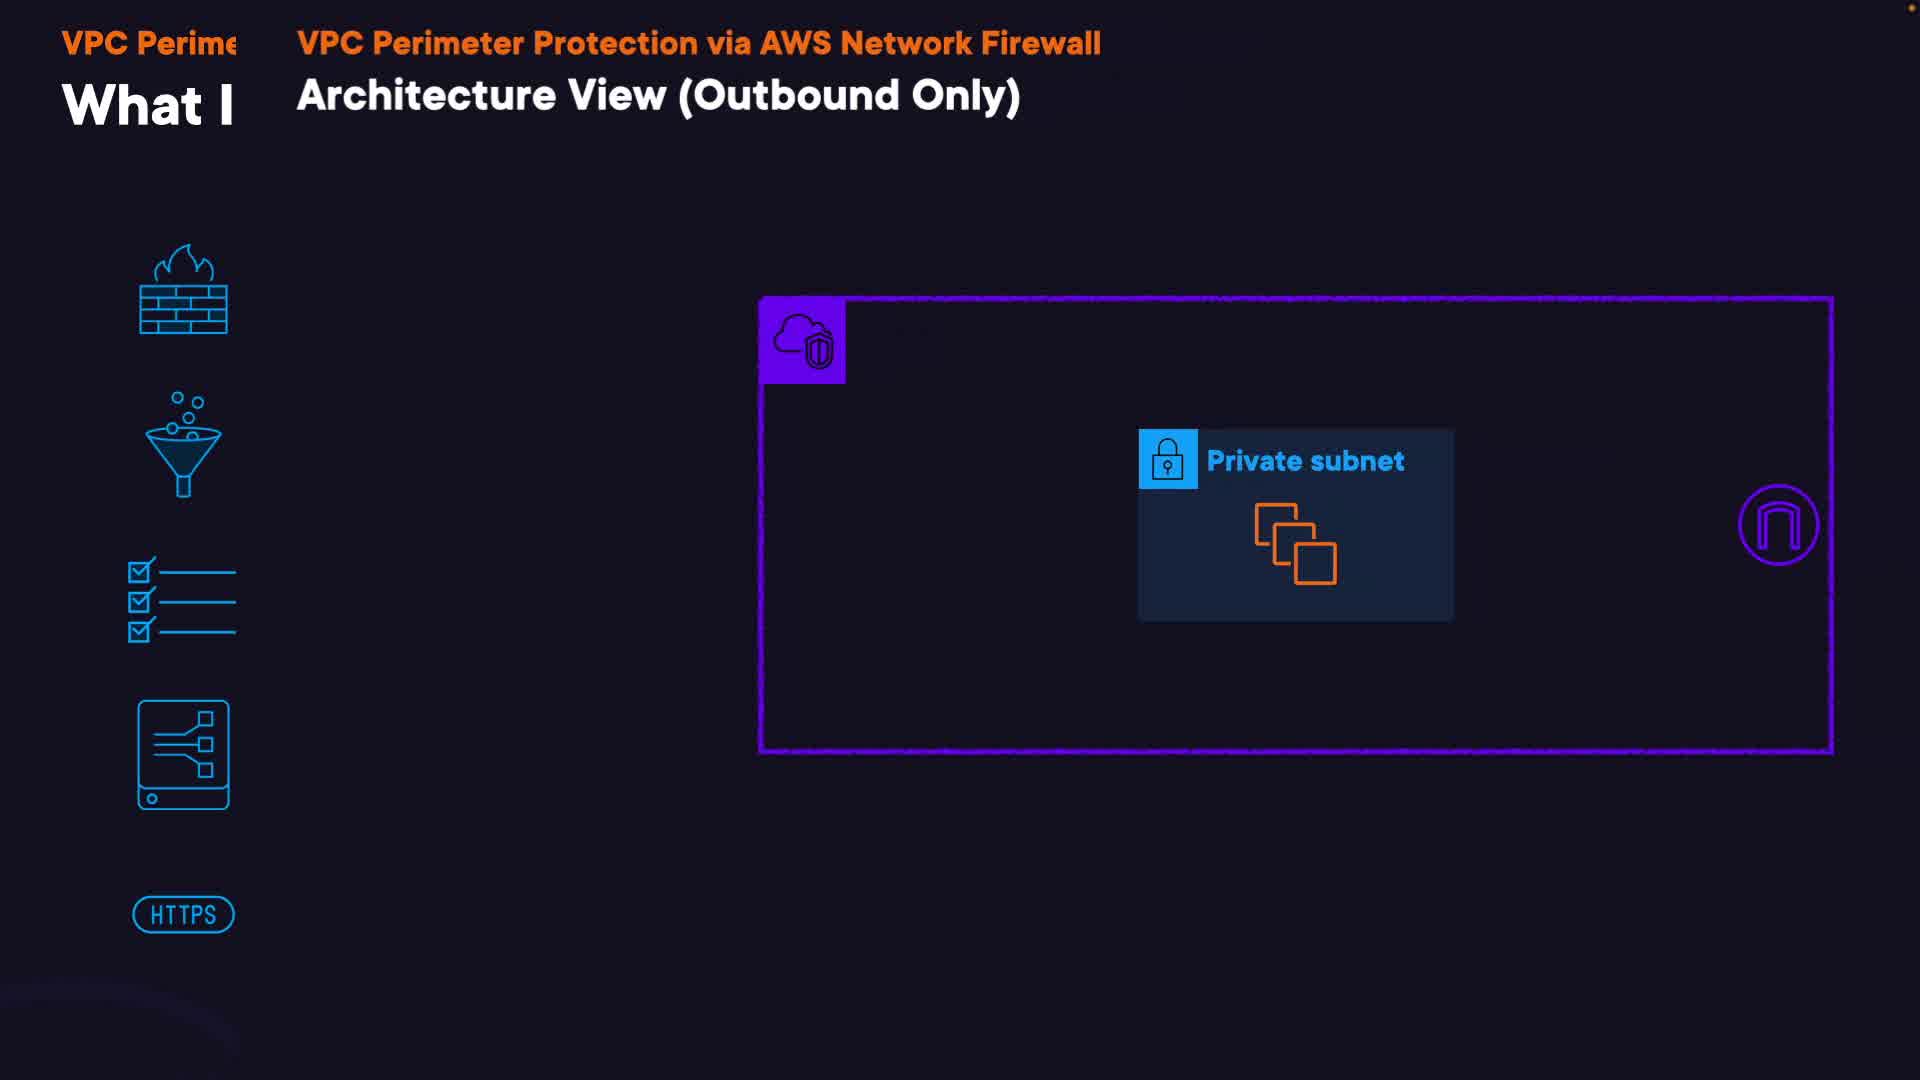 VPC Perime
What I
VPC Perimeter Protection via AWS Network Firewall
Architecture View (Outbound Only)
Private subnet
HTTPS